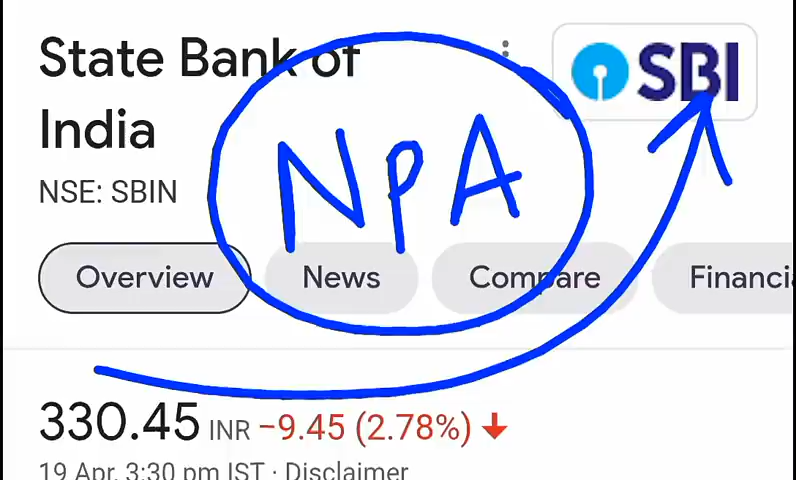 State Bank of
India
SBI
NPA
NSE: SBIN
Overview News Compare Financi
330.45 INR −9.45 (2.78%)
19 Apr, 3:30 pm IST · Disclaimer